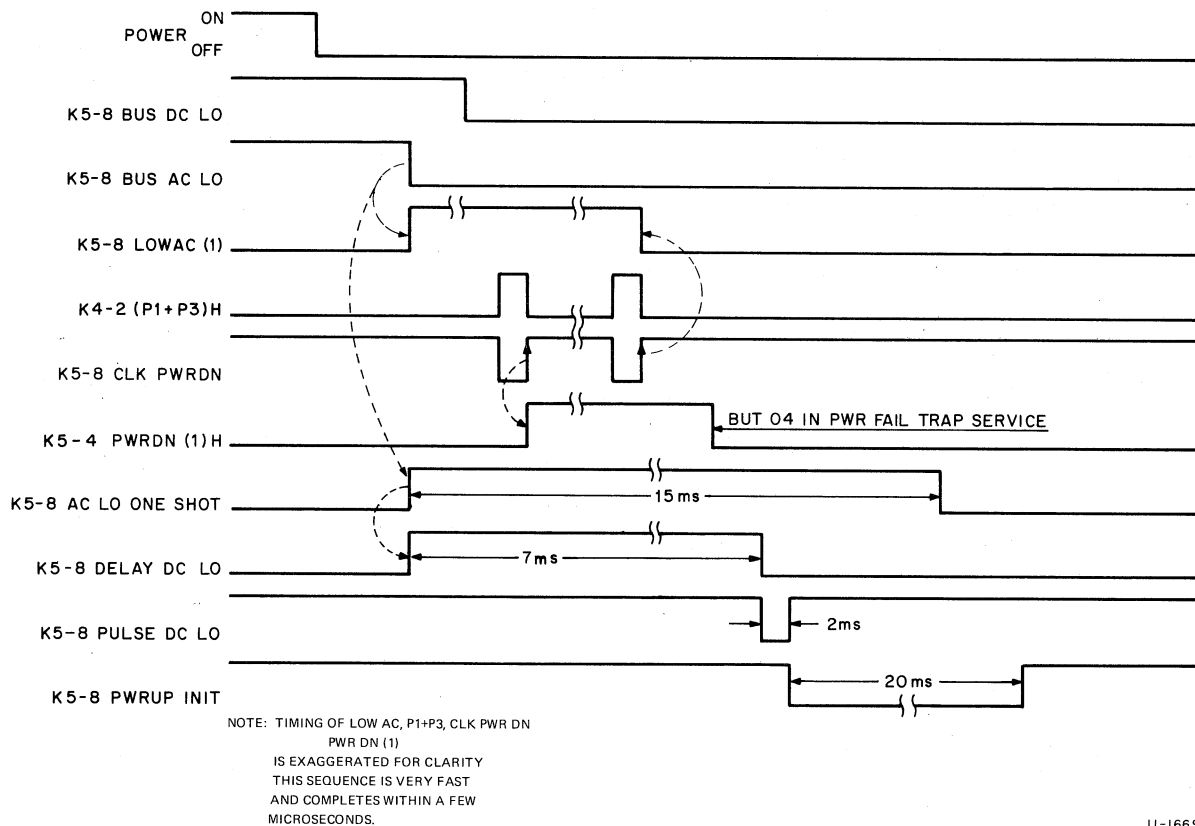 POWER ON
OFF
K5-8 BUS DC LO
K5-8 BUS AC LO
K5-8 LOWAC (1)
K4-2 (P1+P3)H
K5-8 CLK PWRDN
K5-4 PWRDN (1) H
BUT 04 IN PWR FAIL TRAP SERVICE
K5-8 AC LO ONE SHOT
15ms
K5-8 DELAY DC LO
7ms
K5-8 PULSE DC LO
2ms
K5-8 PWRUP INIT
20ms
NOTE: TIMING OF LOW AC, P1+P3, CLK PWR DN
PWR DN (1)
IS EXAGGERATED FOR CLARITY
THIS SEQUENCE IS VERY FAST
AND COMPLETES WITHIN A FEW
MICROSECONDS.